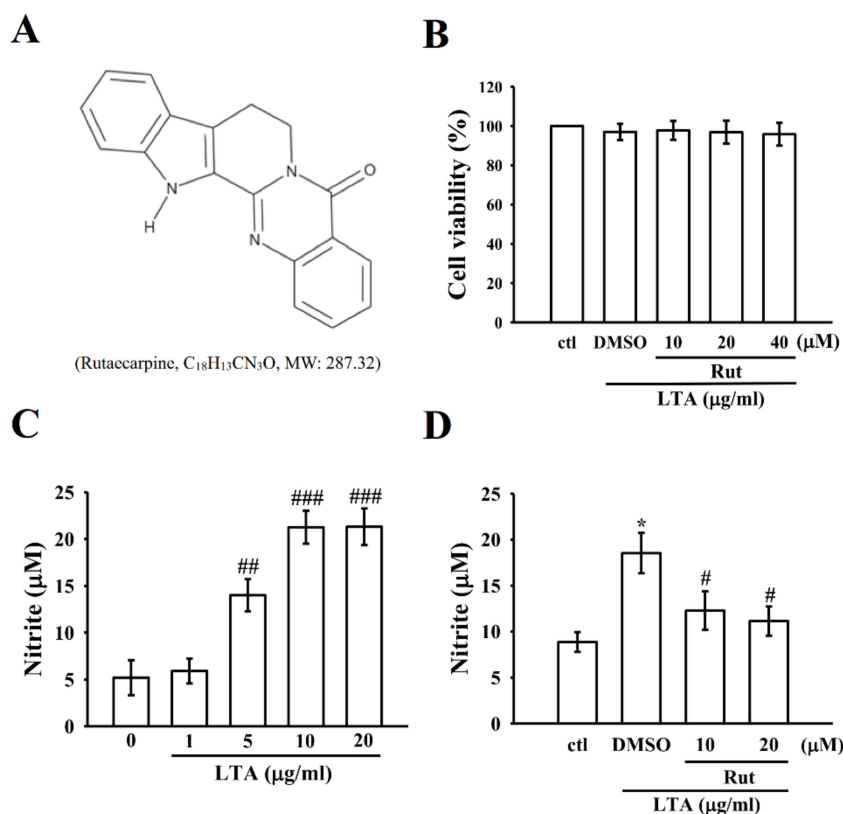 A
N
H
N
N
O
(Rutaecarpine, C₁₈H₁₃CN₃O, MW: 287.32)
B
Cell viability (%)
120
100
80
60
40
20
0
ctl DMSO 10 20 40 (μM)
Rut
LTA (μg/ml)
C
Nitrite (μM)
25
20
15
10
5
0
## ### ###
0 1 5 10 20
LTA (μg/ml)
D
Nitrite (μM)
25
20
15
10
5
0
* # #
ctl DMSO 10 20 (μM)
Rut
LTA (μg/ml)